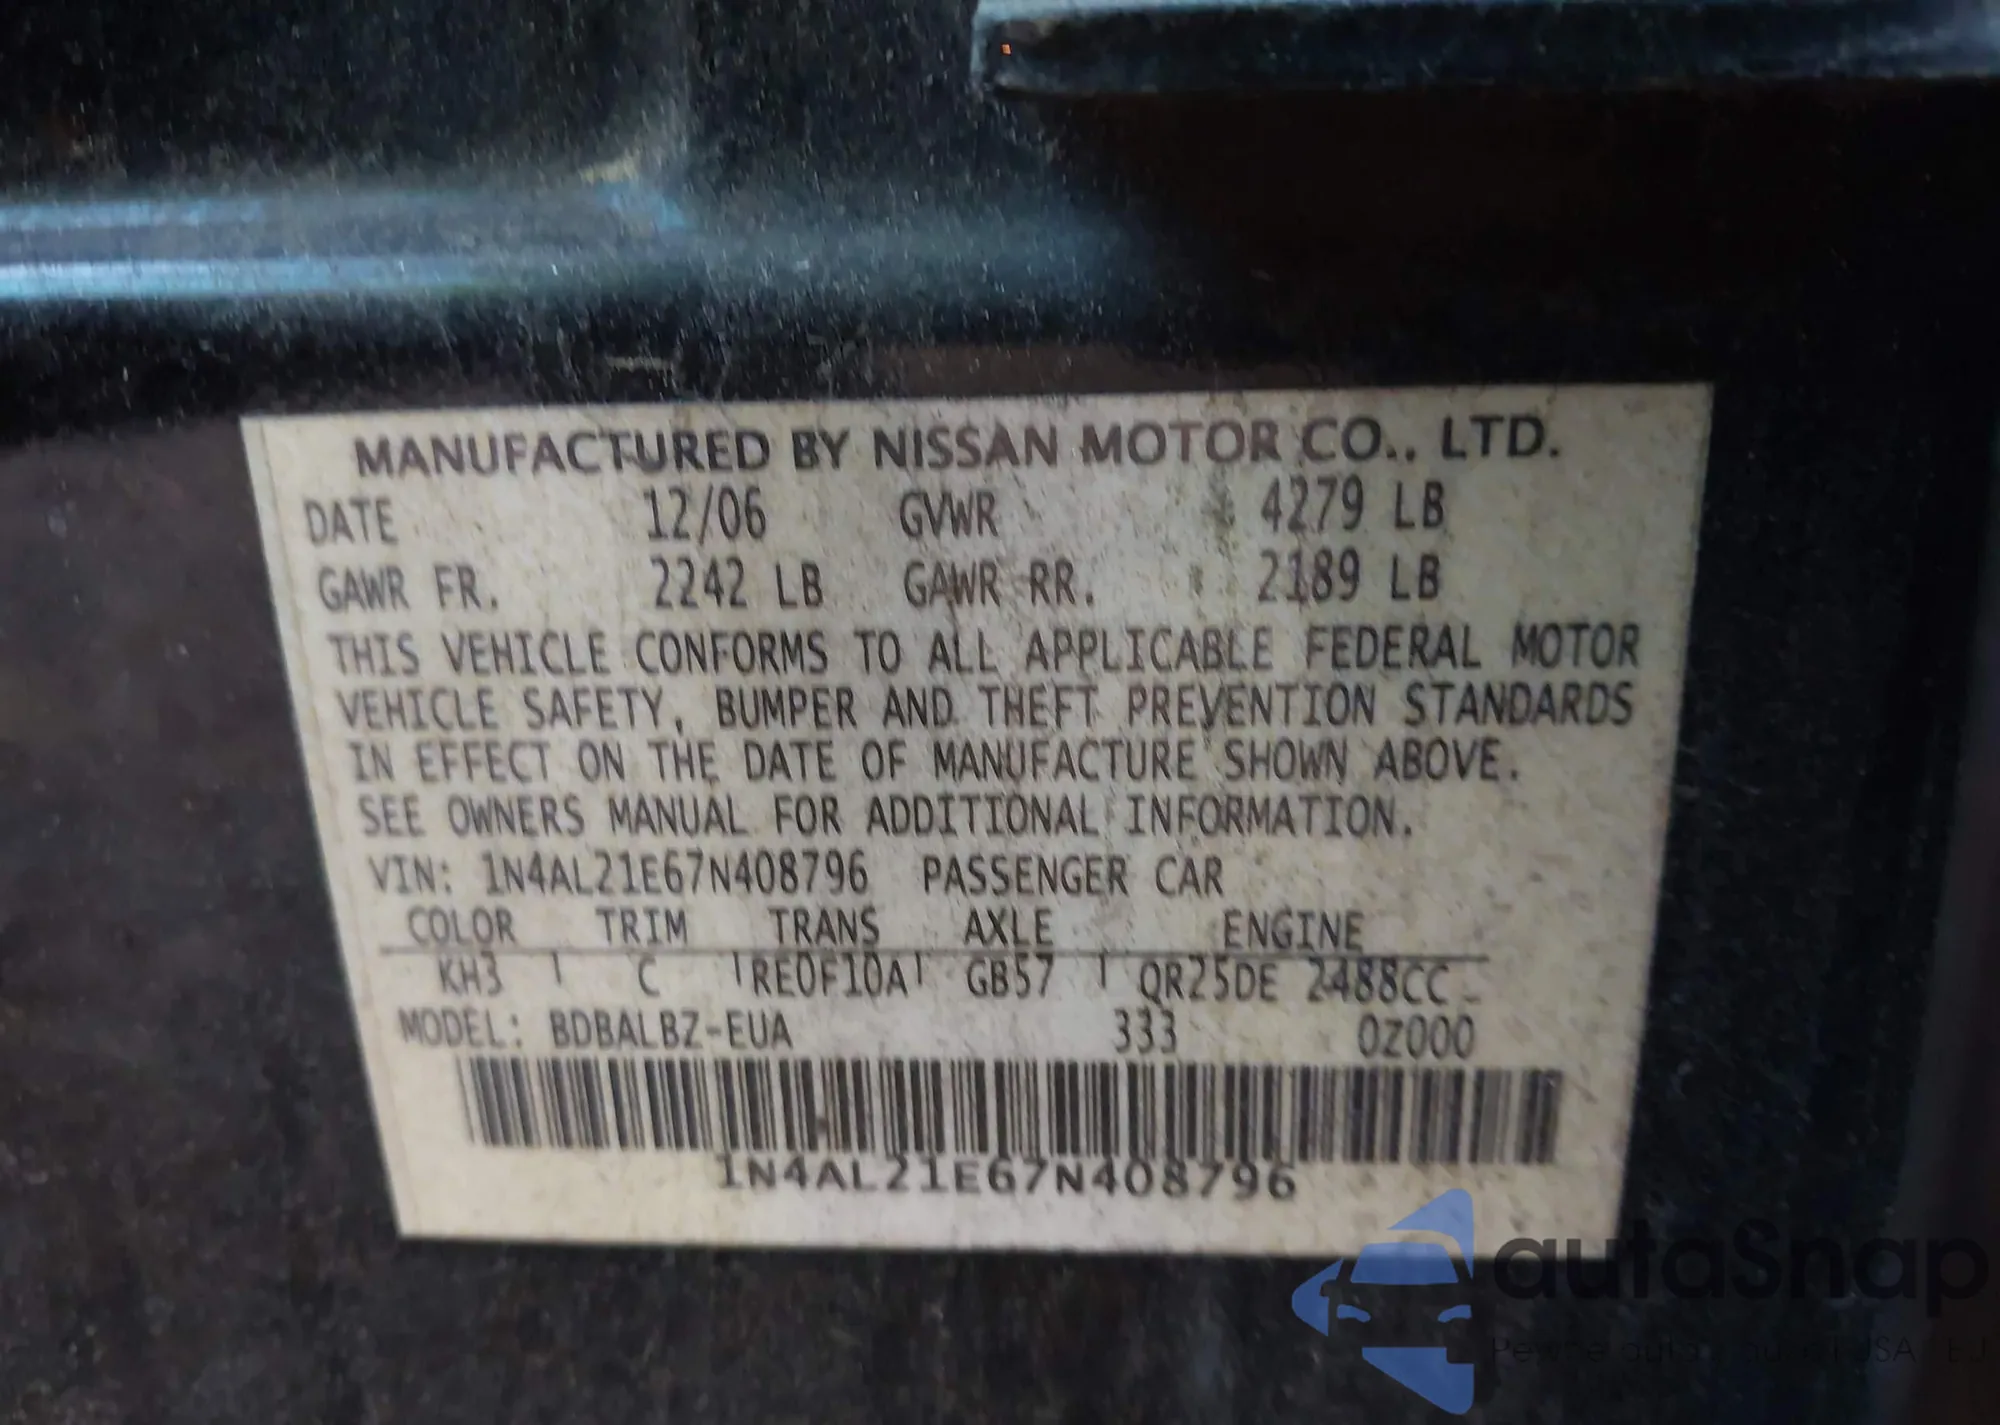 MANUFACTURED BY NISSAN MOTOR CO., LTD.
DATE 12/06 GVWR 4279 LB
GAWR FR. 2242 LB GAWR RR. 2189 LB
THIS VEHICLE CONFORMS TO ALL APPLICABLE FEDERAL MOTOR
VEHICLE SAFETY, BUMPER AND THEFT PREVENTION STANDARDS
IN EFFECT ON THE DATE OF MANUFACTURE SHOWN ABOVE.
SEE OWNERS MANUAL FOR ADDITIONAL INFORMATION.
VIN: 1N4AL21E67N408796 PASSENGER CAR
COLOR TRIM TRANS AXLE ENGINE
KH3 C RE0F10A GB57 QR25DE 2488CC
MODEL: BDBALBZ-EUA 333 0Z000
1N4AL21E67N408796
autaSnap